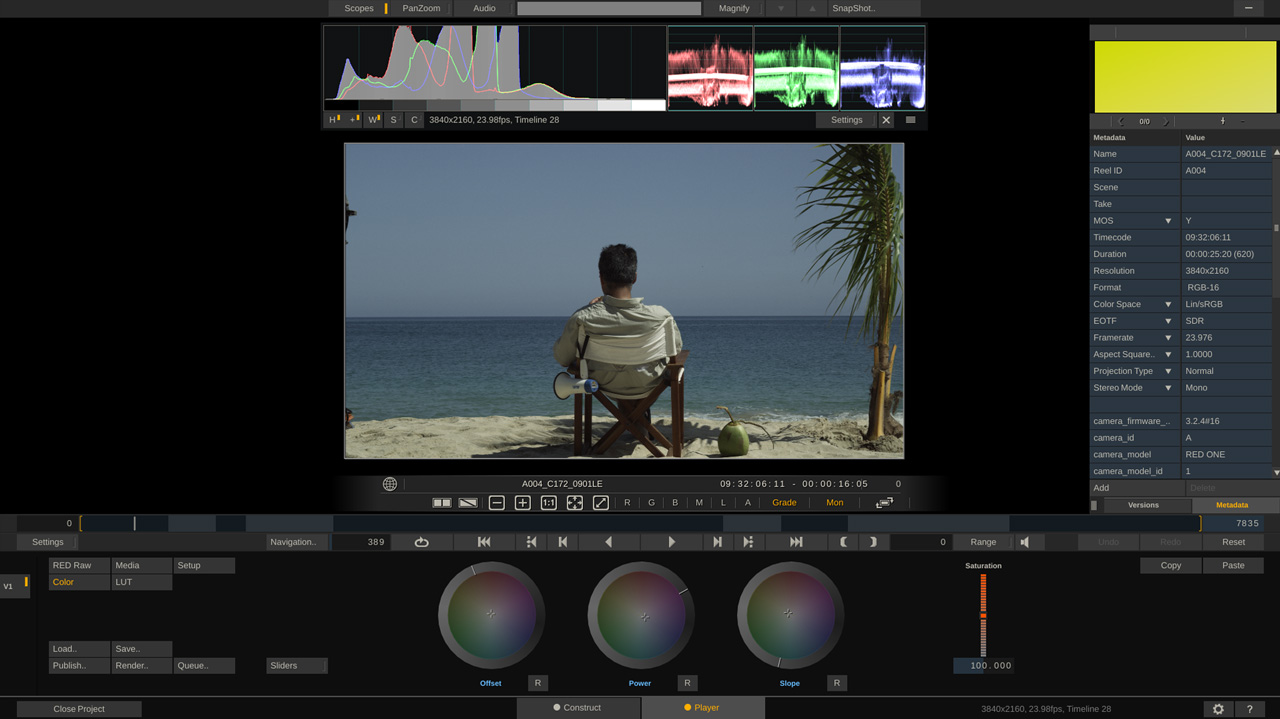 Scopes PanZoom Audio Magnify SnapShot..
H + W S C 3840x2160, 23.98fps, Timeline 28 Settings
0/0
Metadata Value
Name A004_C172_0901LE
Reel ID A004
Scene
Take
MOS Y
Timecode 09:32:06:11
Duration 00:00:25:20 (620)
Resolution 3840x2160
Format RGB-16
Color Space Lin/sRGB
EOTF SDR
Framerate 23.976
Aspect Square.. 1.0000
Projection Type Normal
Stereo Mode Mono
camera_firmware_.. 3.2.4#16
camera_id A
camera_model RED ONE
camera_model_id 1
Add Delete
Versions Metadata
A004_C172_0901LE 09:32:06:11 - 00:00:16:05 0
1:1 R G B M L A Grade Mon
0 7835
Settings Navigation.. 389 0 Range Undo Redo Reset
V1
RED Raw Media Setup
Color LUT
Load.. Save..
Publish.. Render.. Queue.. Sliders
Offset R Power R Slope R
Saturation
100.000
Copy Paste
Close Project Construct Player 3840x2160, 23.98fps, Timeline 28 ?